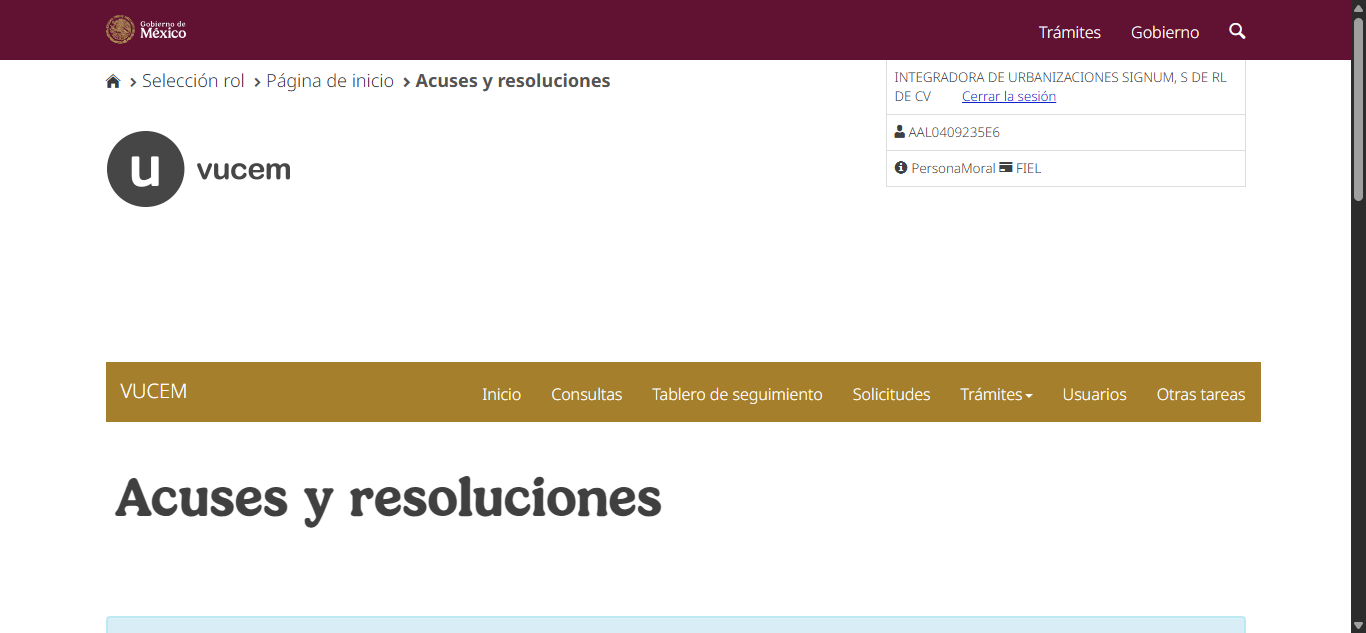 Gobierno de
México
Trámites Gobierno
Selección rol Página de inicio Acuses y resoluciones
INTEGRADORA DE URBANIZACIONES SIGNUM, S DE RL
DE CV Cerrar la sesión
AAL0409235E6
PersonaMoral FIEL
u vucem
VUCEM Inicio Consultas Tablero de seguimiento Solicitudes Trámites Usuarios Otras tareas
Acuses y resoluciones